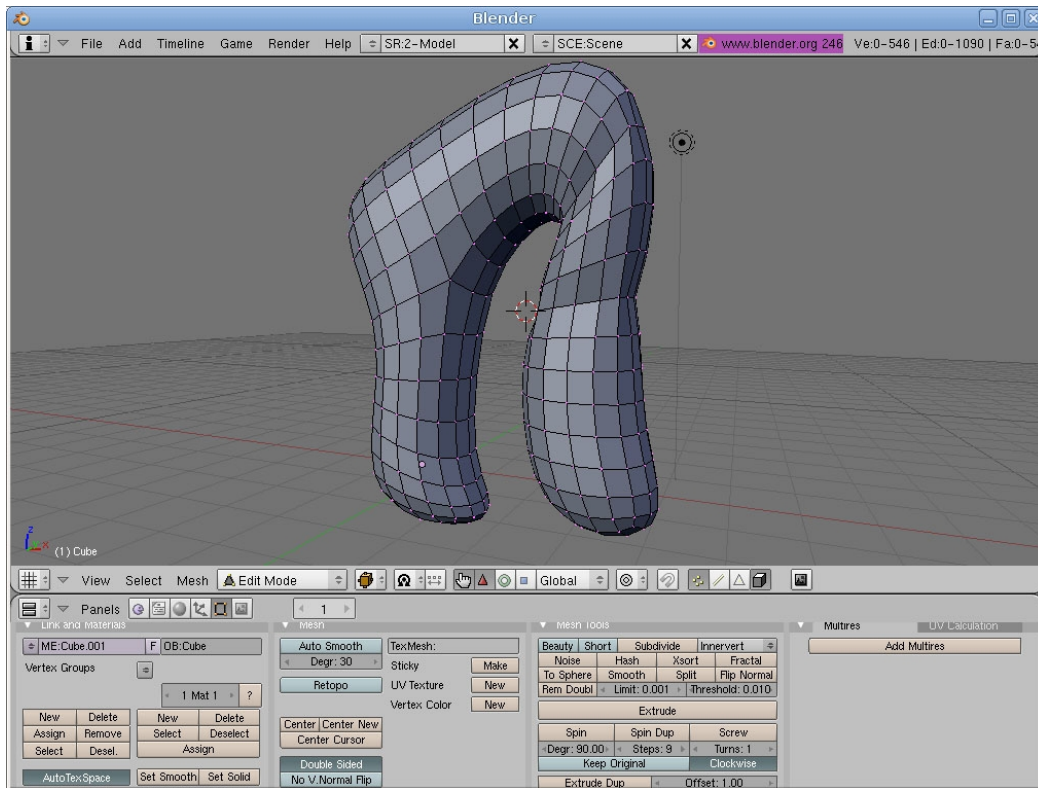 Blender
File Add Timeline Game Render Help SR:2-Model X SCE:Scene X www.blender.org 246 Ve:0-546 | Ed:0-1090 | Fa:0-54
z
x
(1) Cube
View Select Mesh Edit Mode Global
Panels 1
Link and Materials Mesh Mesh Tools Multires UV Calculation
ME:Cube.001 F OB:Cube Auto Smooth TexMesh: Beauty Short Subdivide Innervert Add Multires
Vertex Groups Degr: 30 Sticky Make Noise Hash Xsort Fractal
To Sphere Smooth Split Flip Normal
Retopo UV Texture New Rem Doubl Limit: 0.001 Threshold: 0.010
1 Mat 1 ? Vertex Color New
Extrude
New Delete New Delete Center Center New
Assign Remove Select Deselect Center Cursor Spin Spin Dup Screw
Select Desel. Assign Degr: 90.00 Steps: 9 Turns: 1
Double Sided Keep Original Clockwise
AutoTexSpace Set Smooth Set Solid No V.Normal Flip Extrude Dup Offset: 1.00